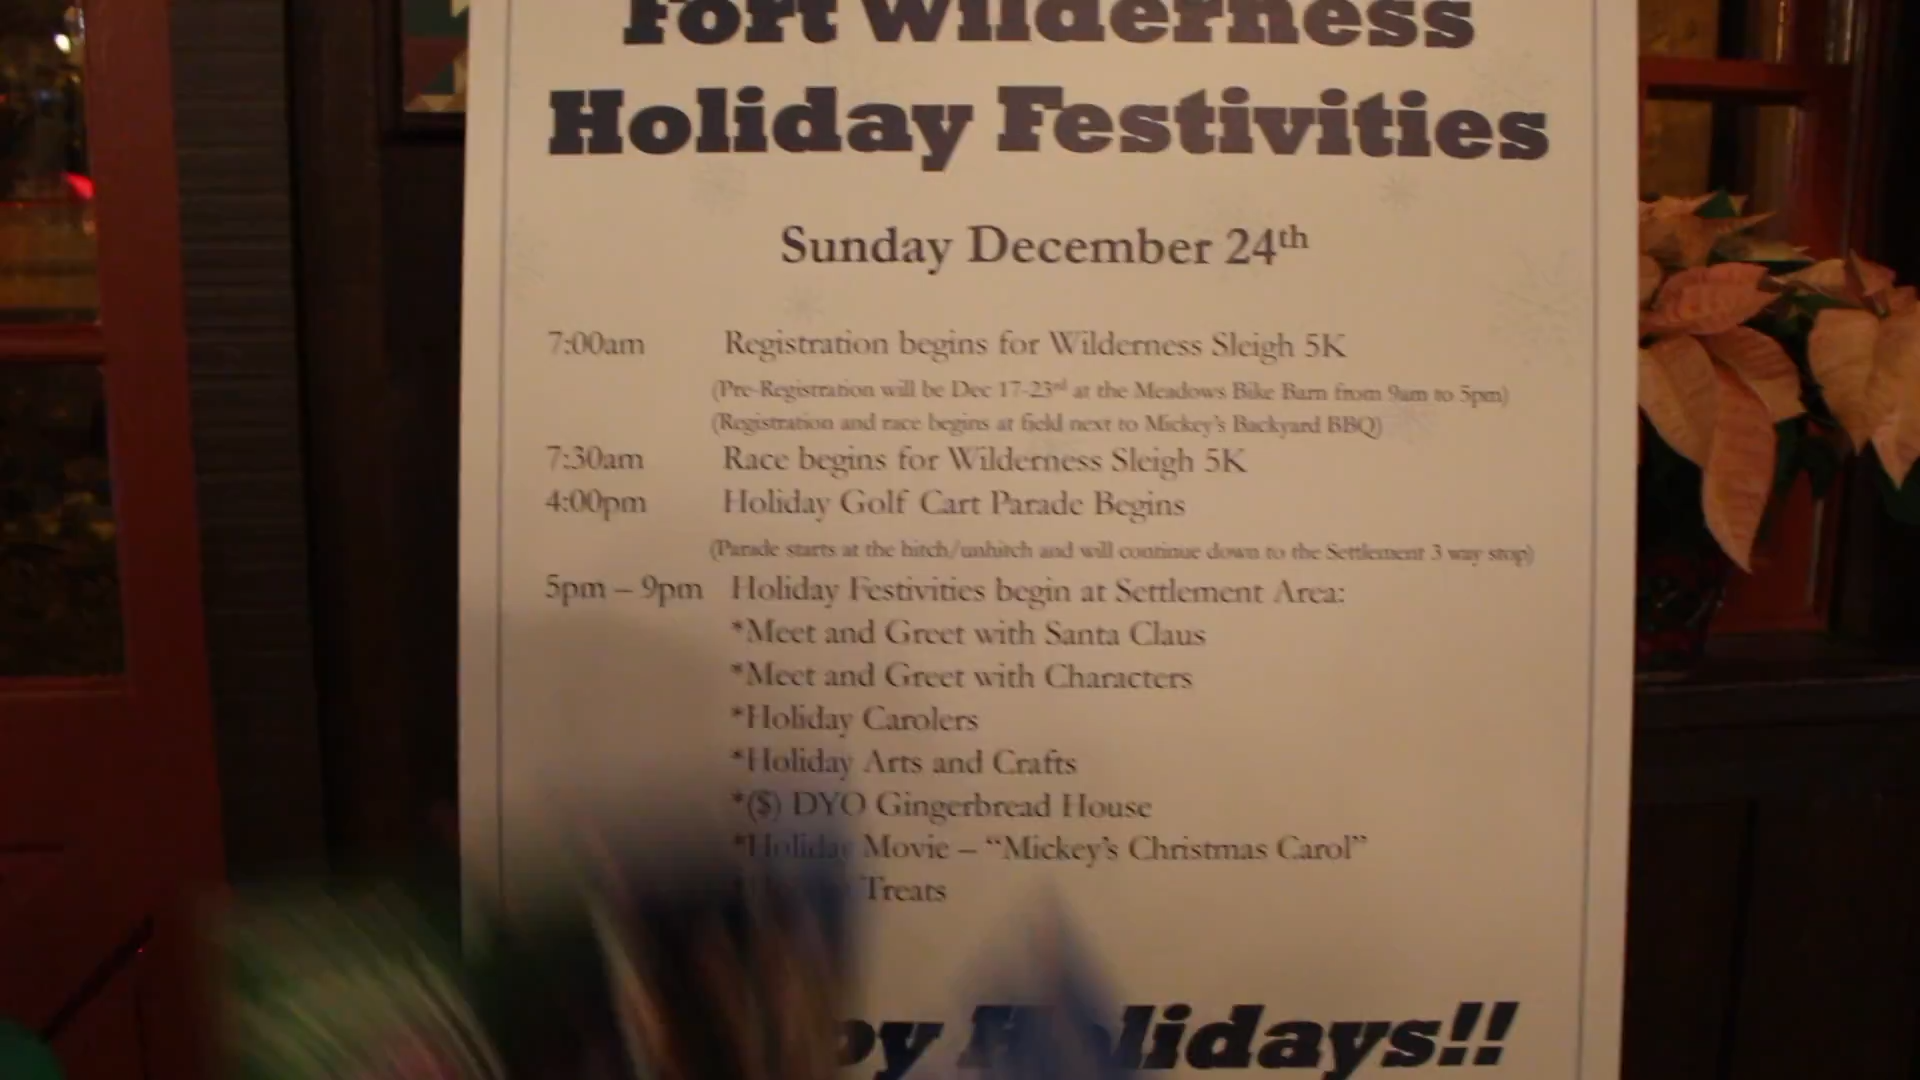 Fort Wilderness
Holiday Festivities
Sunday December 24th
7:00am Registration begins for Wilderness Sleigh 5K
(Pre-Registration will be Dec 17-23rd at the Meadows Bike Barn from 9am to 5pm)
(Registration and race begins at field next to Mickey's Backyard BBQ)
7:30am Race begins for Wilderness Sleigh 5K
4:00pm Holiday Golf Cart Parade Begins
(Parade starts at the hitch/unhitch and will continue down to the Settlement 3 way stop)
5pm – 9pm Holiday Festivities begin at Settlement Area:
*Meet and Greet with Santa Claus
*Meet and Greet with Characters
*Holiday Carolers
*Holiday Arts and Crafts
*($) DYO Gingerbread House
*Holiday Movie – “Mickey's Christmas Carol”
Treats
Holidays!!